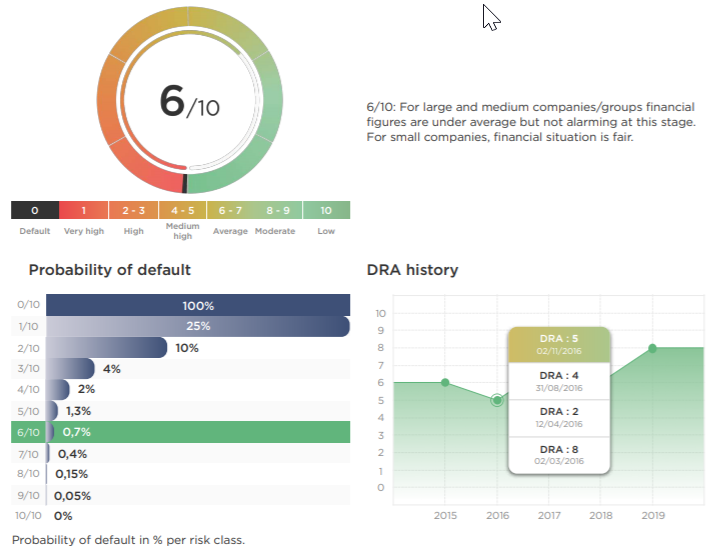 6/10
6/10: For large and medium companies/groups financial
figures are under average but not alarming at this stage.
For small companies, financial situation is fair.
0 1 2 - 3 4 - 5 6 - 7 8 - 9 10
Default Very high High Medium high Average Moderate Low
Probability of default
0/10 100%
1/10 25%
2/10 10%
3/10 4%
4/10 2%
5/10 1,3%
6/10 0,7%
7/10 0,4%
8/10 0,15%
9/10 0,05%
10/10 0%
Probability of default in % per risk class.
DRA history
10
9
8
7
6
5
4
3
2
1
0
DRA : 5
02/11/2016
DRA : 4
31/08/2016
DRA : 2
12/04/2016
DRA : 8
02/03/2016
2015 2016 2017 2018 2019